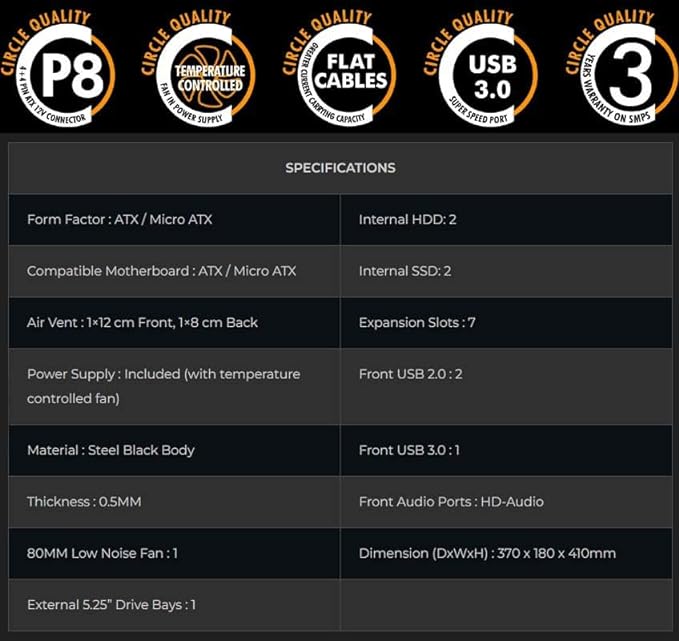 CIRCLE QUALITY
P8
4+4 PIN ATX 12V CONNECTOR
CIRCLE QUALITY
TEMPERATURE
CONTROLLED
FAN IN POWER SUPPLY
CIRCLE QUALITY
FLAT
CABLES
GREATER CURRENT CARRYING CAPACITY
CIRCLE QUALITY
USB
3.0
SUPER SPEED PORT
CIRCLE QUALITY
3
YEARS WARRANTY ON SMPS
SPECIFICATIONS
Form Factor : ATX / Micro ATX
Internal HDD: 2
Compatible Motherboard : ATX / Micro ATX
Internal SSD: 2
Air Vent : 1×12 cm Front, 1×8 cm Back
Expansion Slots : 7
Power Supply : Included (with temperature
controlled fan)
Front USB 2.0 : 2
Material : Steel Black Body
Front USB 3.0 : 1
Thickness : 0.5MM
Front Audio Ports : HD-Audio
80MM Low Noise Fan : 1
Dimension (DxWxH) : 370 x 180 x 410mm
External 5.25” Drive Bays : 1